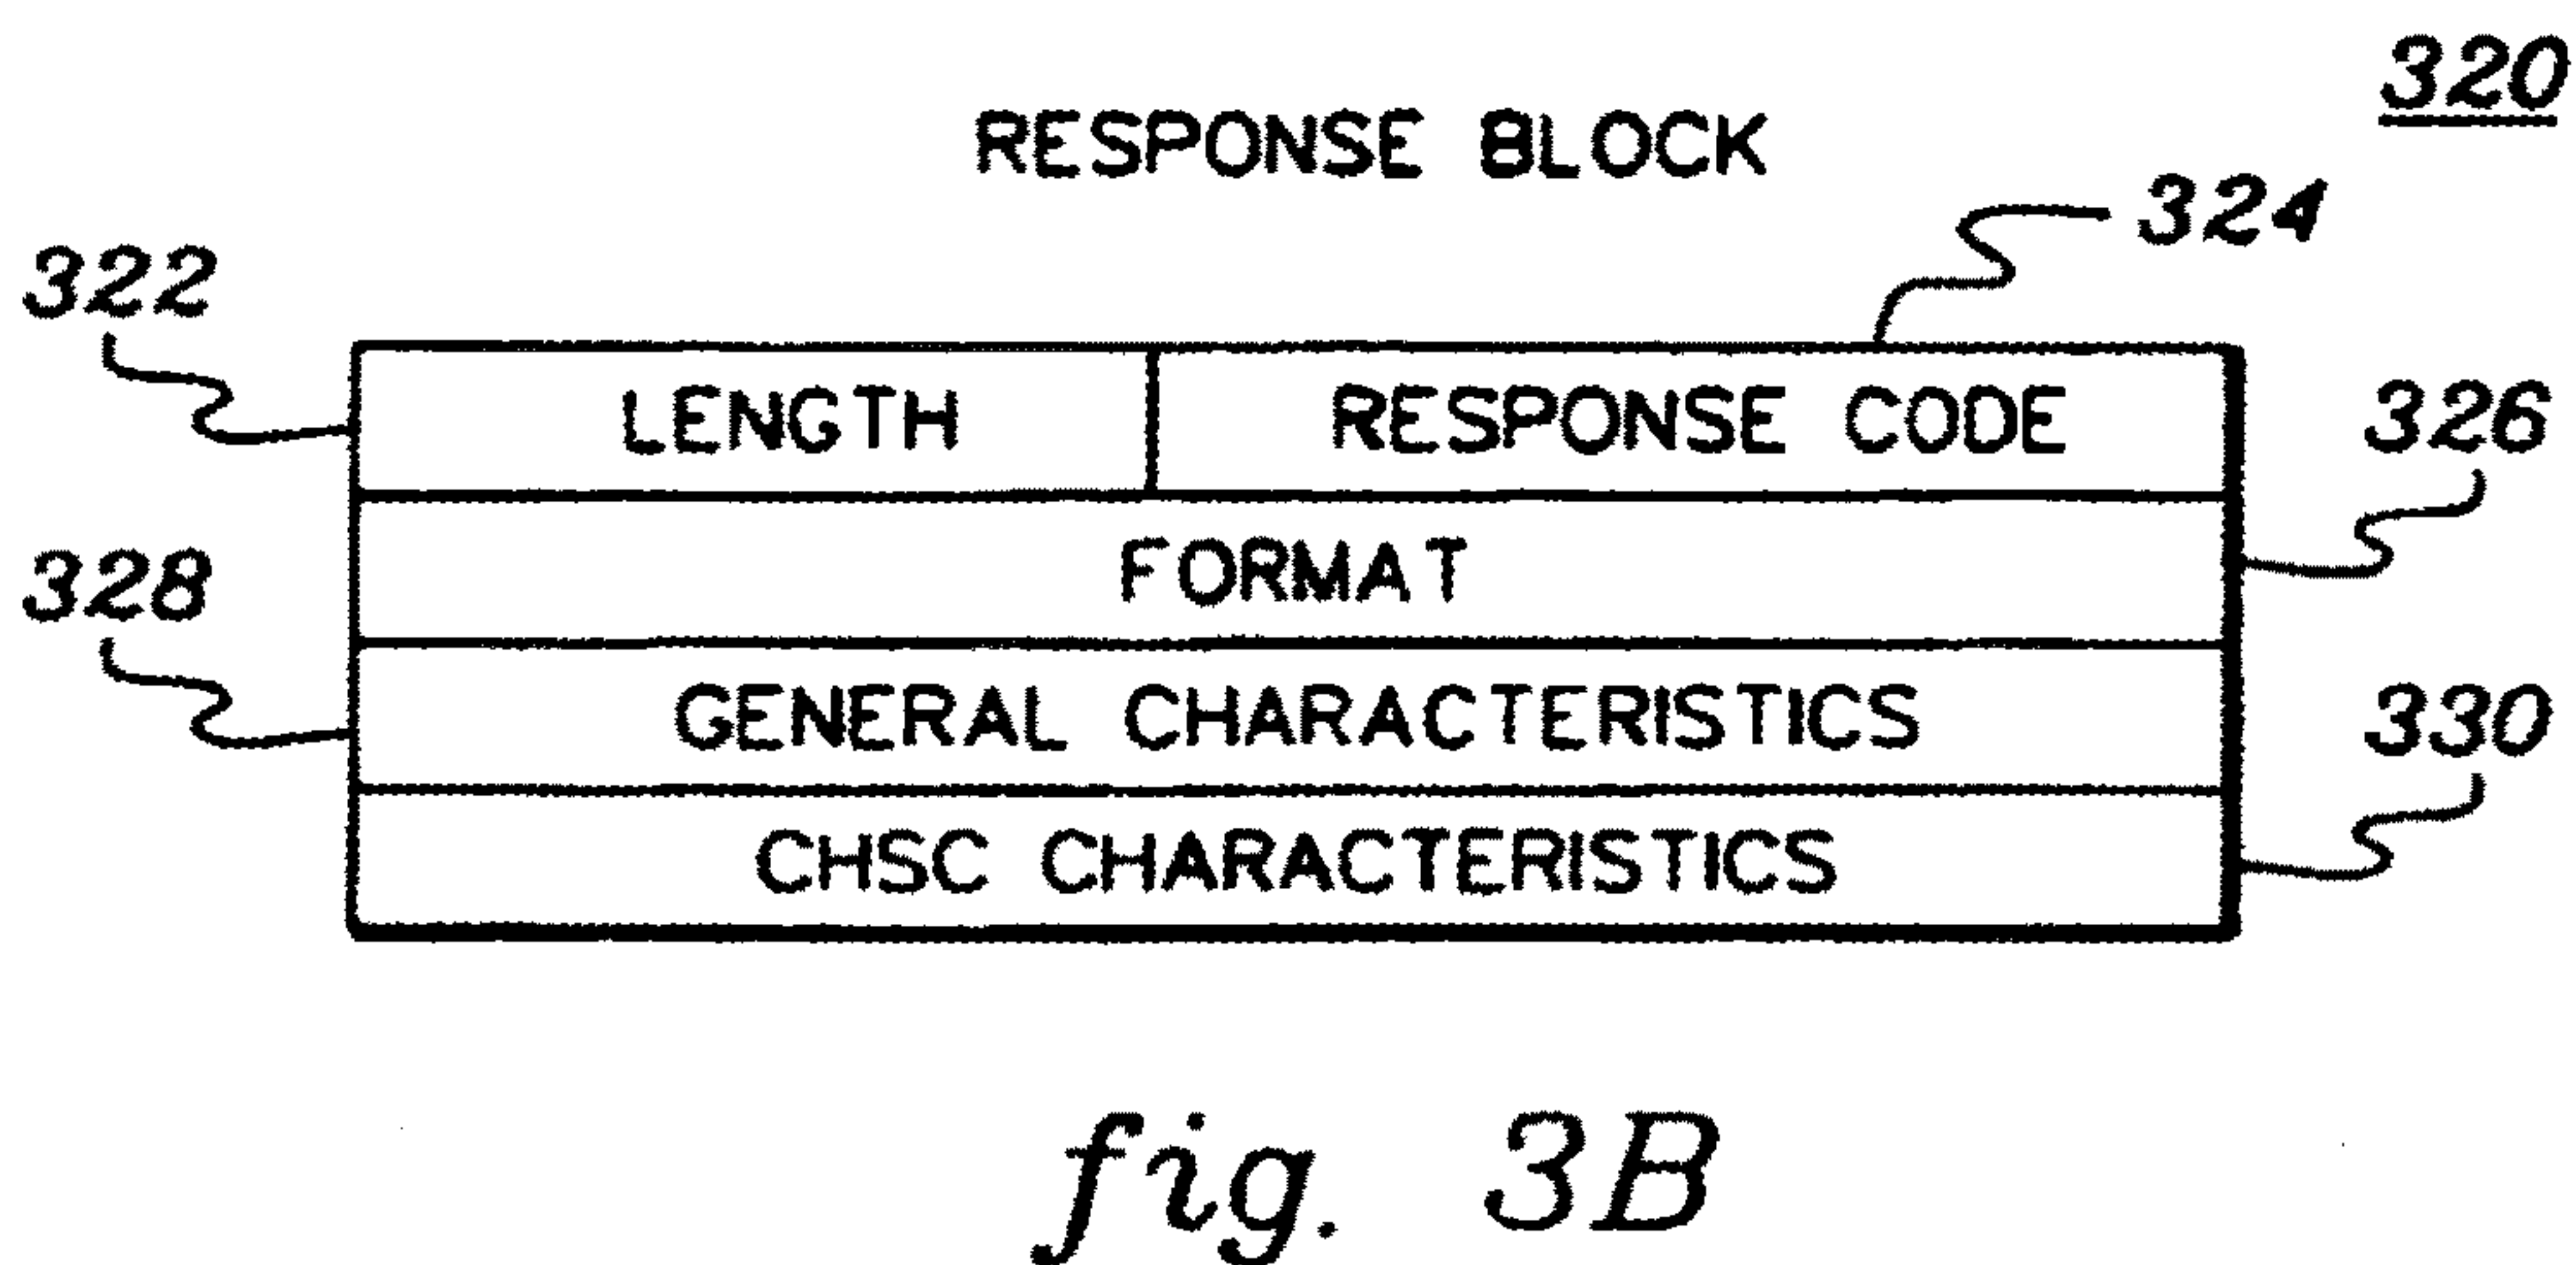 320
RESPONSE BLOCK
324
322
LENGTH RESPONSE CODE
326
FORMAT
328
GENERAL CHARACTERISTICS
330
CHSC CHARACTERISTICS
fig. 3B